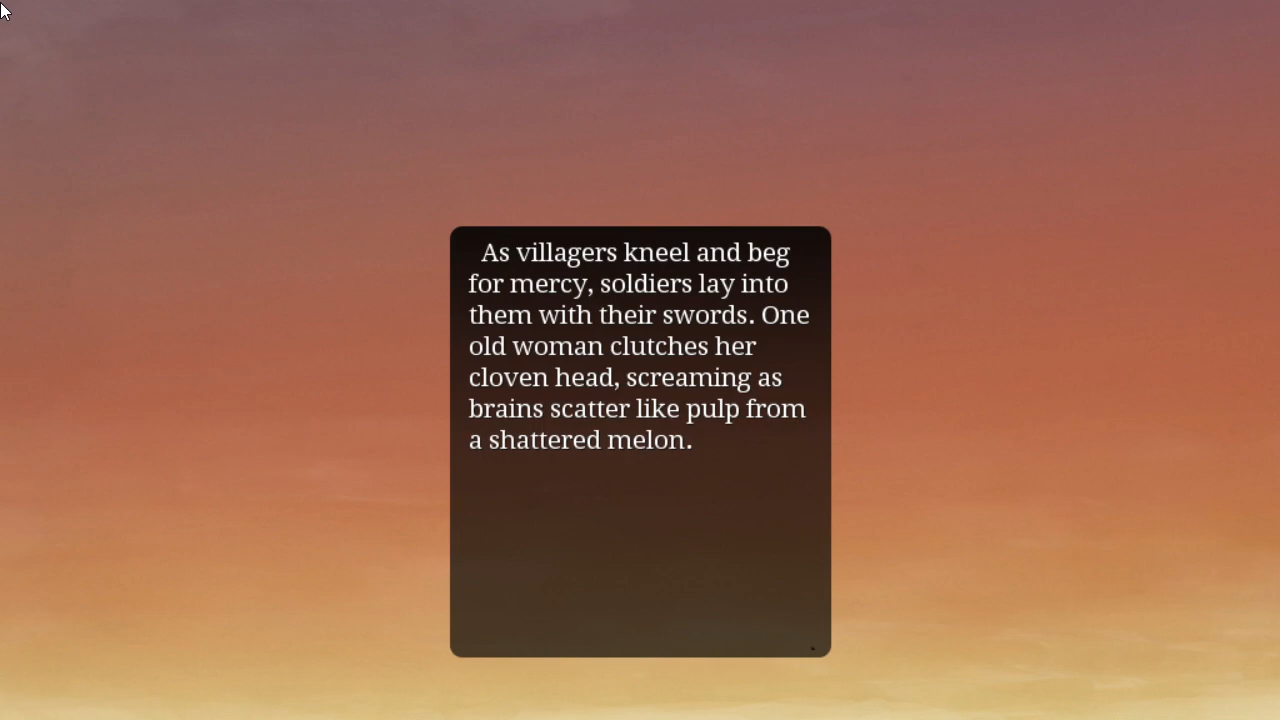 As villagers kneel and beg
for mercy, soldiers lay into
them with their swords. One
old woman clutches her
cloven head, screaming as
brains scatter like pulp from
a shattered melon.